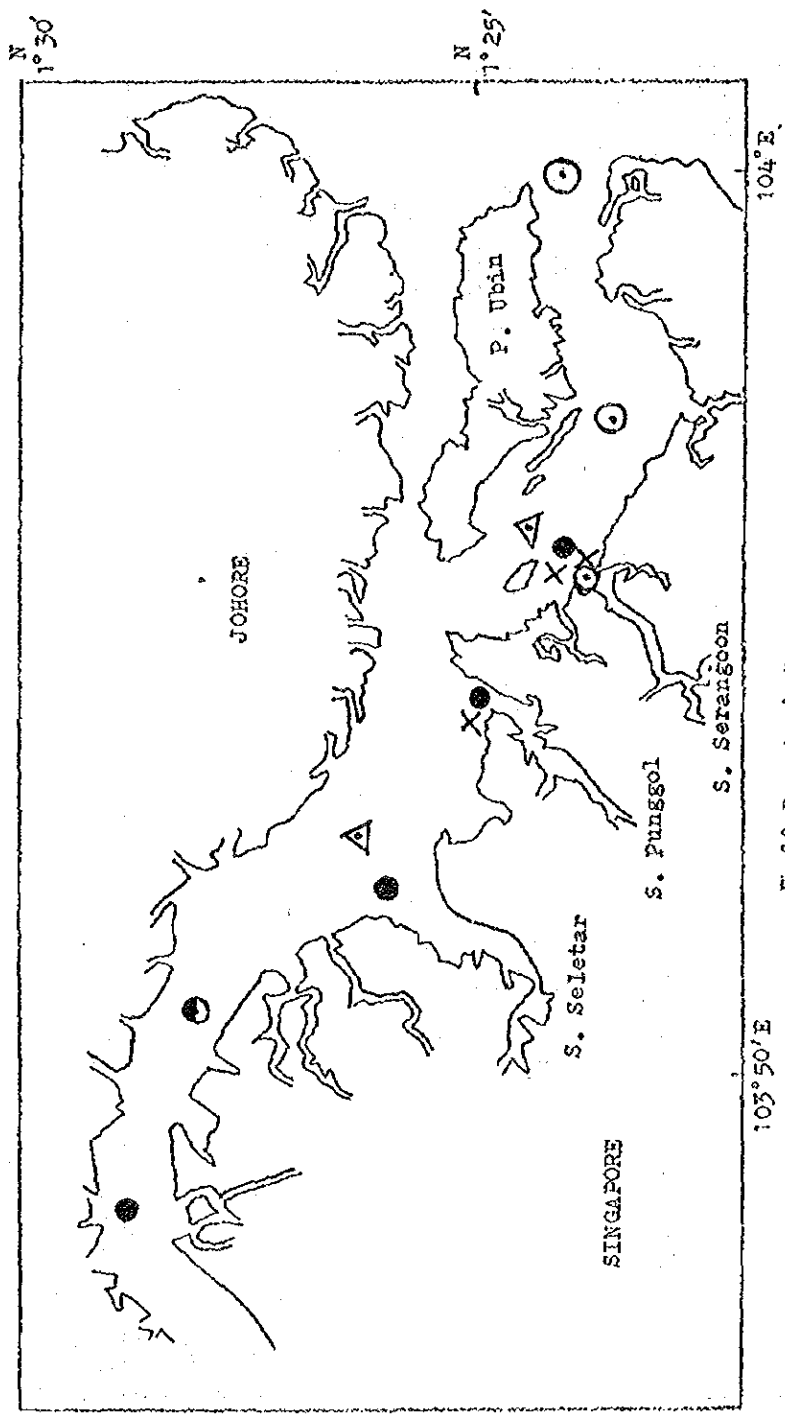 N
1°30'
N
1°25'
JOHORE
P. Ubin
104°E.
S. Serangoon
S. Punggol
S. Seletar
SINGAPORE
103°50'E